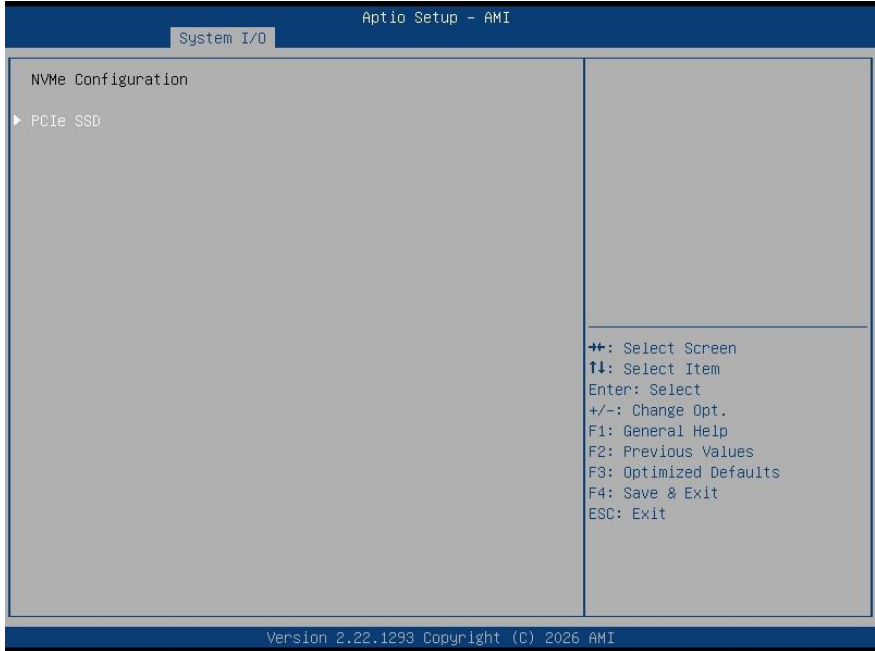 Aptio Setup – AMI
System I/O
NVMe Configuration
PCIe SSD
→←: Select Screen
↑↓: Select Item
Enter: Select
+/-: Change Opt.
F1: General Help
F2: Previous Values
F3: Optimized Defaults
F4: Save & Exit
ESC: Exit
Version 2.22.1293 Copyright (C) 2026 AMI